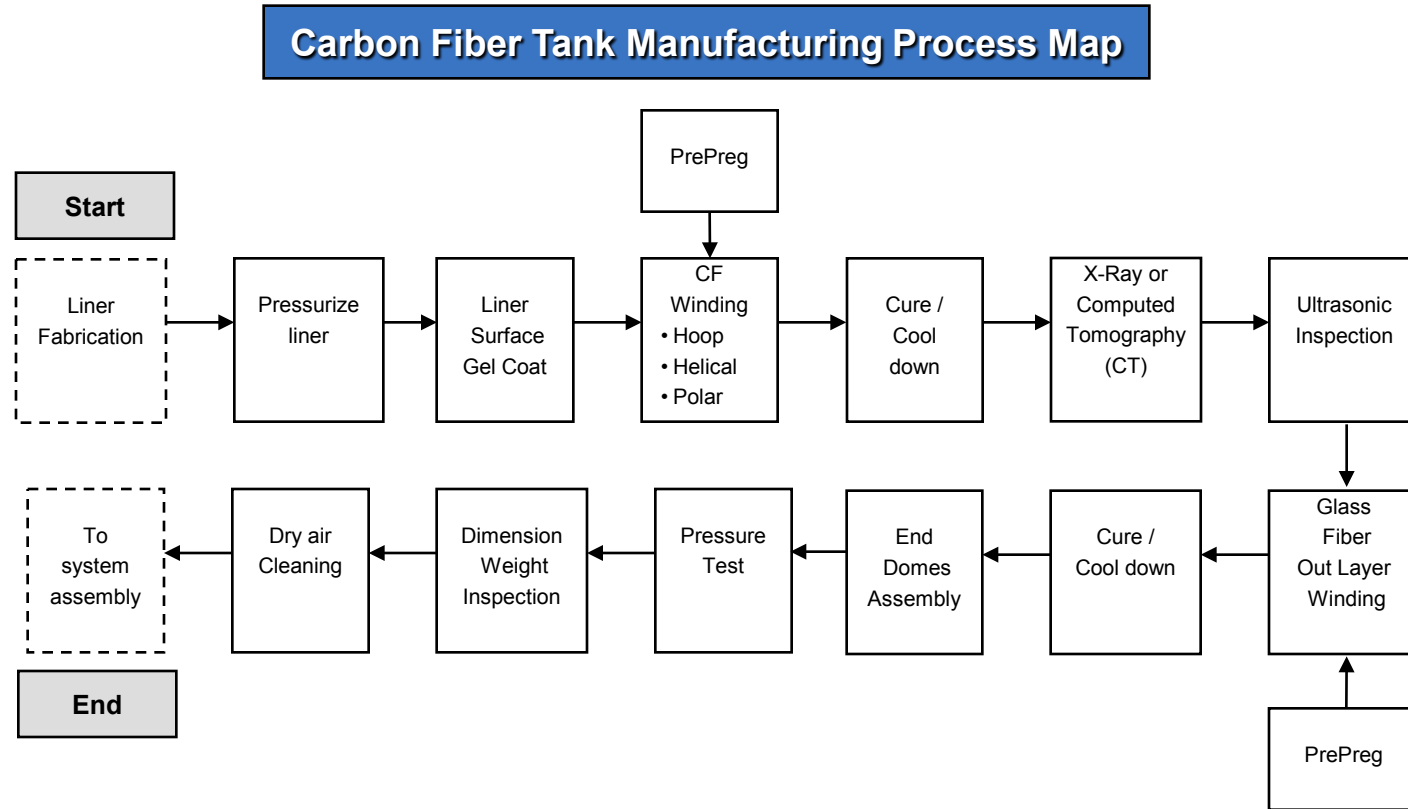 Carbon Fiber Tank Manufacturing Process Map
PrePreg
Start
Liner
Fabrication
Pressurize
liner
Liner
Surface
Gel Coat
CF
Winding
• Hoop
• Helical
• Polar
Cure /
Cool
down
X-Ray or
Computed
Tomography
(CT)
Ultrasonic
Inspection
Glass
Fiber
Out Layer
Winding
Cure /
Cool down
End
Domes
Assembly
Pressure
Test
Dimension
Weight
Inspection
Dry air
Cleaning
To
system
assembly
End
PrePreg